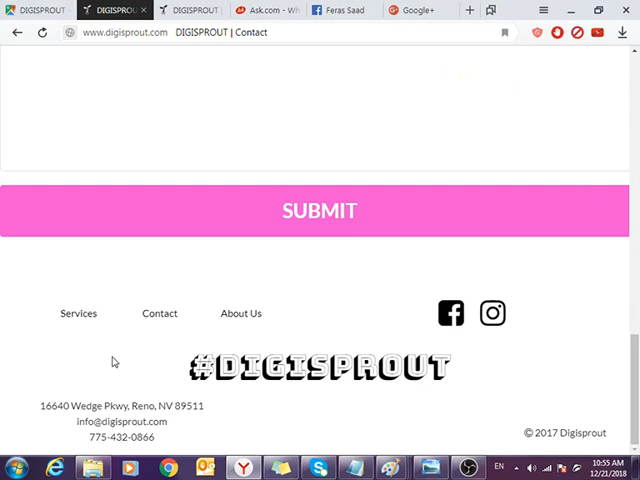 DIGISPROUT
DIGISPROU
DIGISPROUT |
Ask.com - Wh
Feras Saad
Google+
www.digisprout.com DIGISPROUT | Contact
SUBMIT
Services
Contact
About Us
#DIGISPROUT
16640 Wedge Pkwy, Reno, NV 89511
info@digisprout.com
775-432-0866
© 2017 Digisprout
EN
10:55 AM
12/21/2018